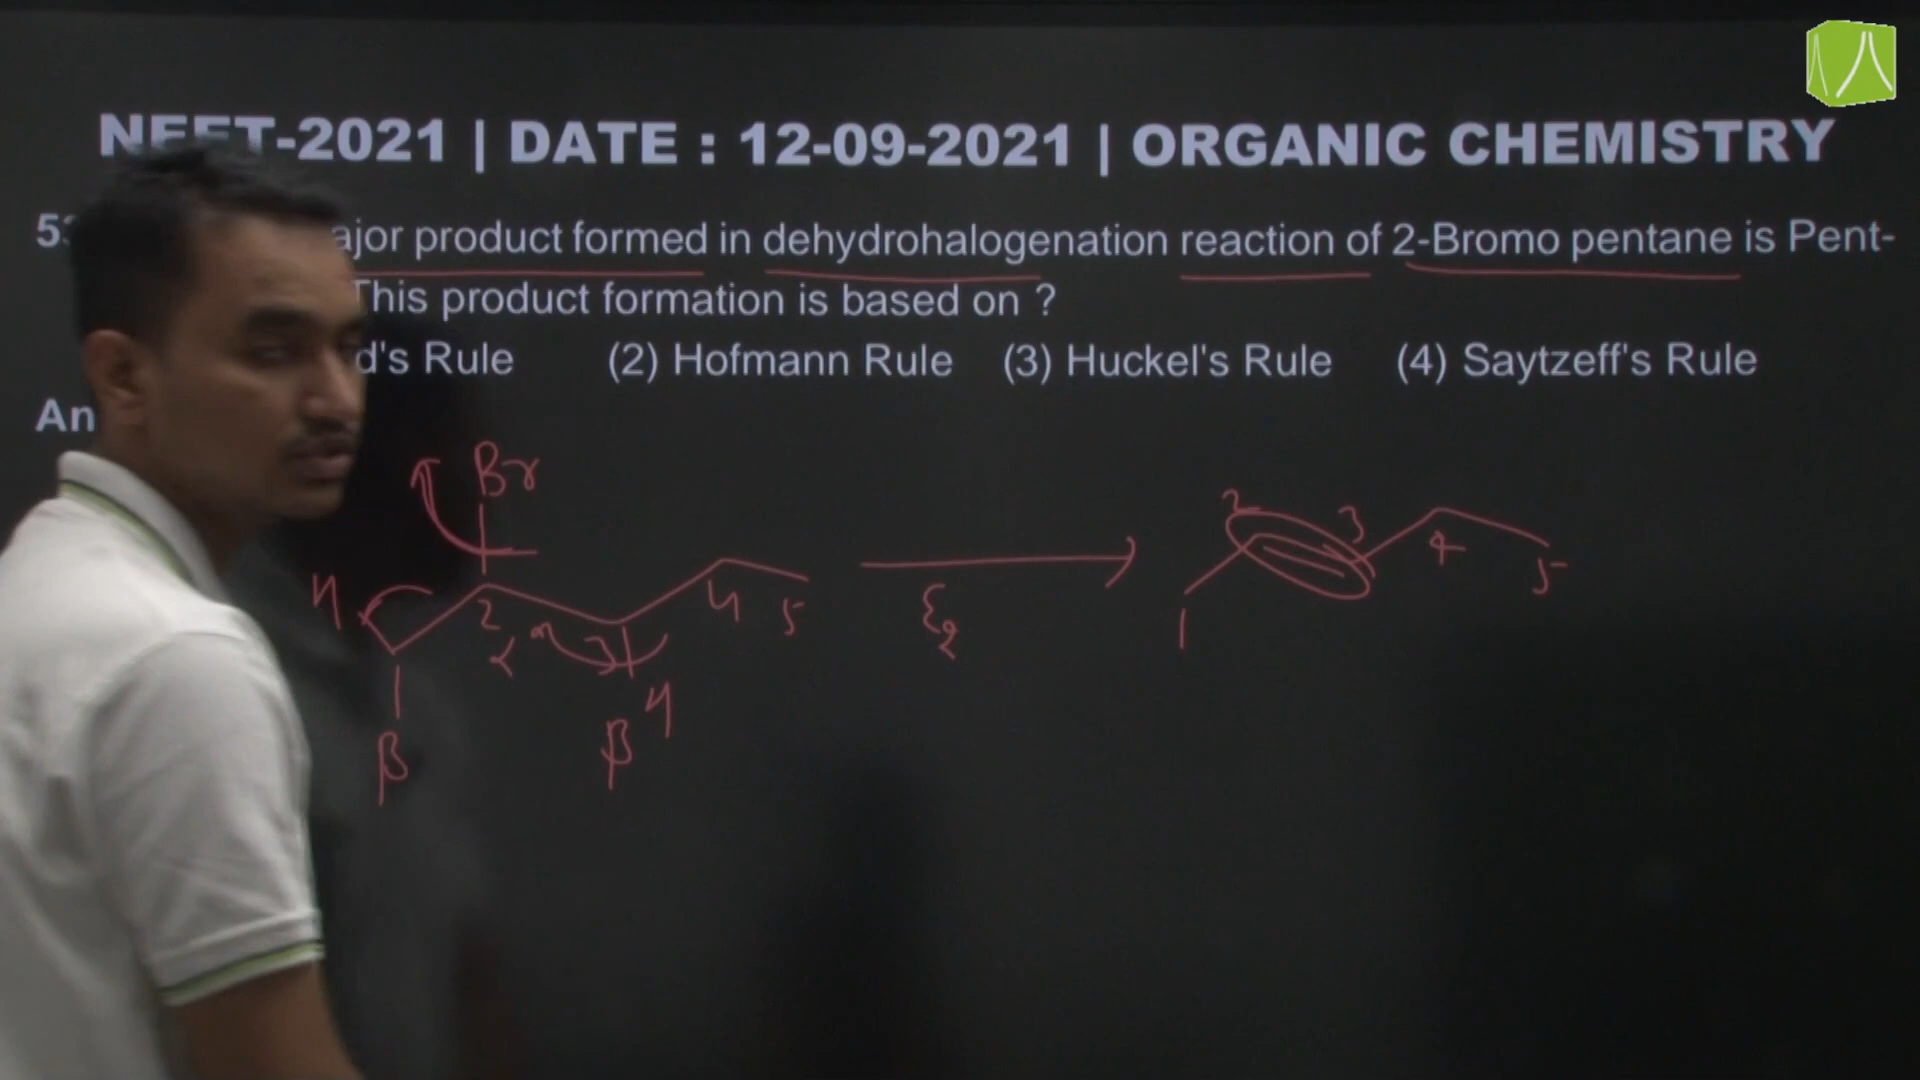 NEET-2021 | DATE : 12-09-2021 | ORGANIC CHEMISTRY
ajor product formed in dehydrohalogenation reaction of 2-Bromo pentane is Pent-
This product formation is based on ?
d's Rule (2) Hofmann Rule (3) Huckel's Rule (4) Saytzeff's Rule
An
Br
2 3
4 5
H 2 4 5
α 3
1
H
β β
E2